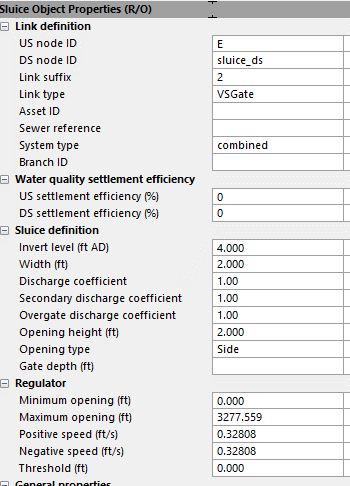 Sluice Object Properties (R/O)
Link definition
US node ID E
DS node ID sluice_ds
Link suffix 2
Link type VSGate
Asset ID
Sewer reference
System type combined
Branch ID
Water quality settlement efficiency
US settlement efficiency (%) 0
DS settlement efficiency (%) 0
Sluice definition
Invert level (ft AD) 4.000
Width (ft) 2.000
Discharge coefficient 1.00
Secondary discharge coefficient 1.00
Overgate discharge coefficient 1.00
Opening height (ft) 2.000
Opening type Side
Gate depth (ft)
Regulator
Minimum opening (ft) 0.000
Maximum opening (ft) 3277.559
Positive speed (ft/s) 0.32808
Negative speed (ft/s) 0.32808
Threshold (ft) 0.000
General properties